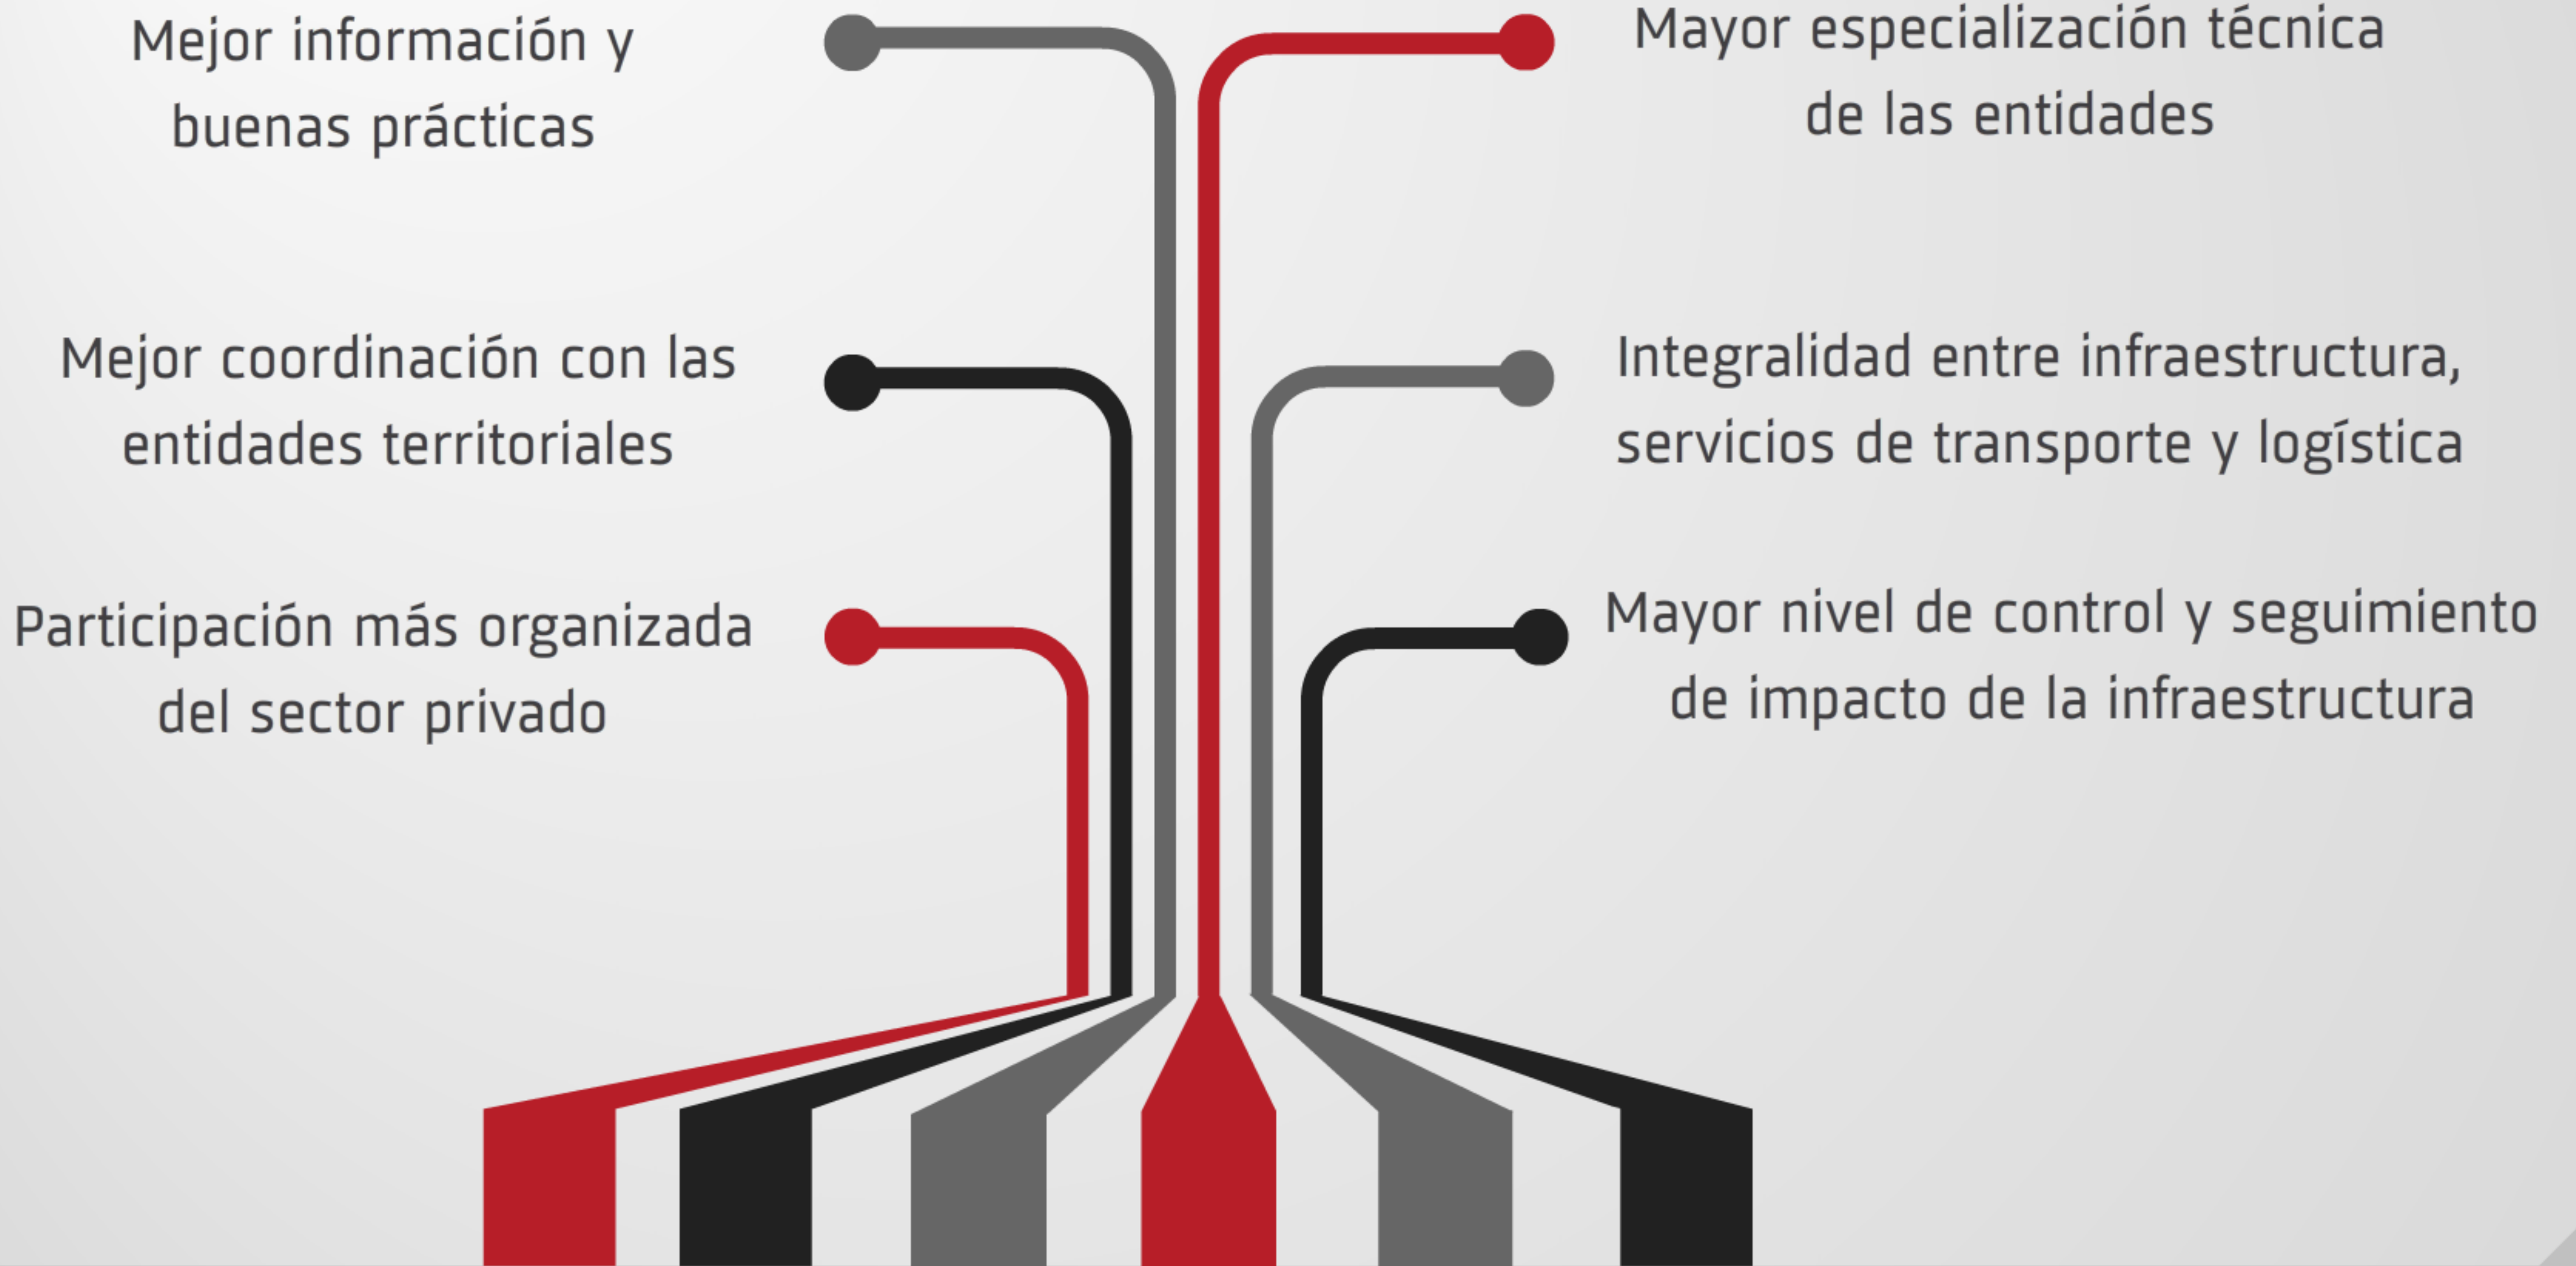 Mejor información y
buenas prácticas
Mejor coordinación con las
entidades territoriales
Participación más organizada
del sector privado
Mayor especialización técnica
de las entidades
Integralidad entre infraestructura,
servicios de transporte y logística
Mayor nivel de control y seguimiento
de impacto de la infraestructura